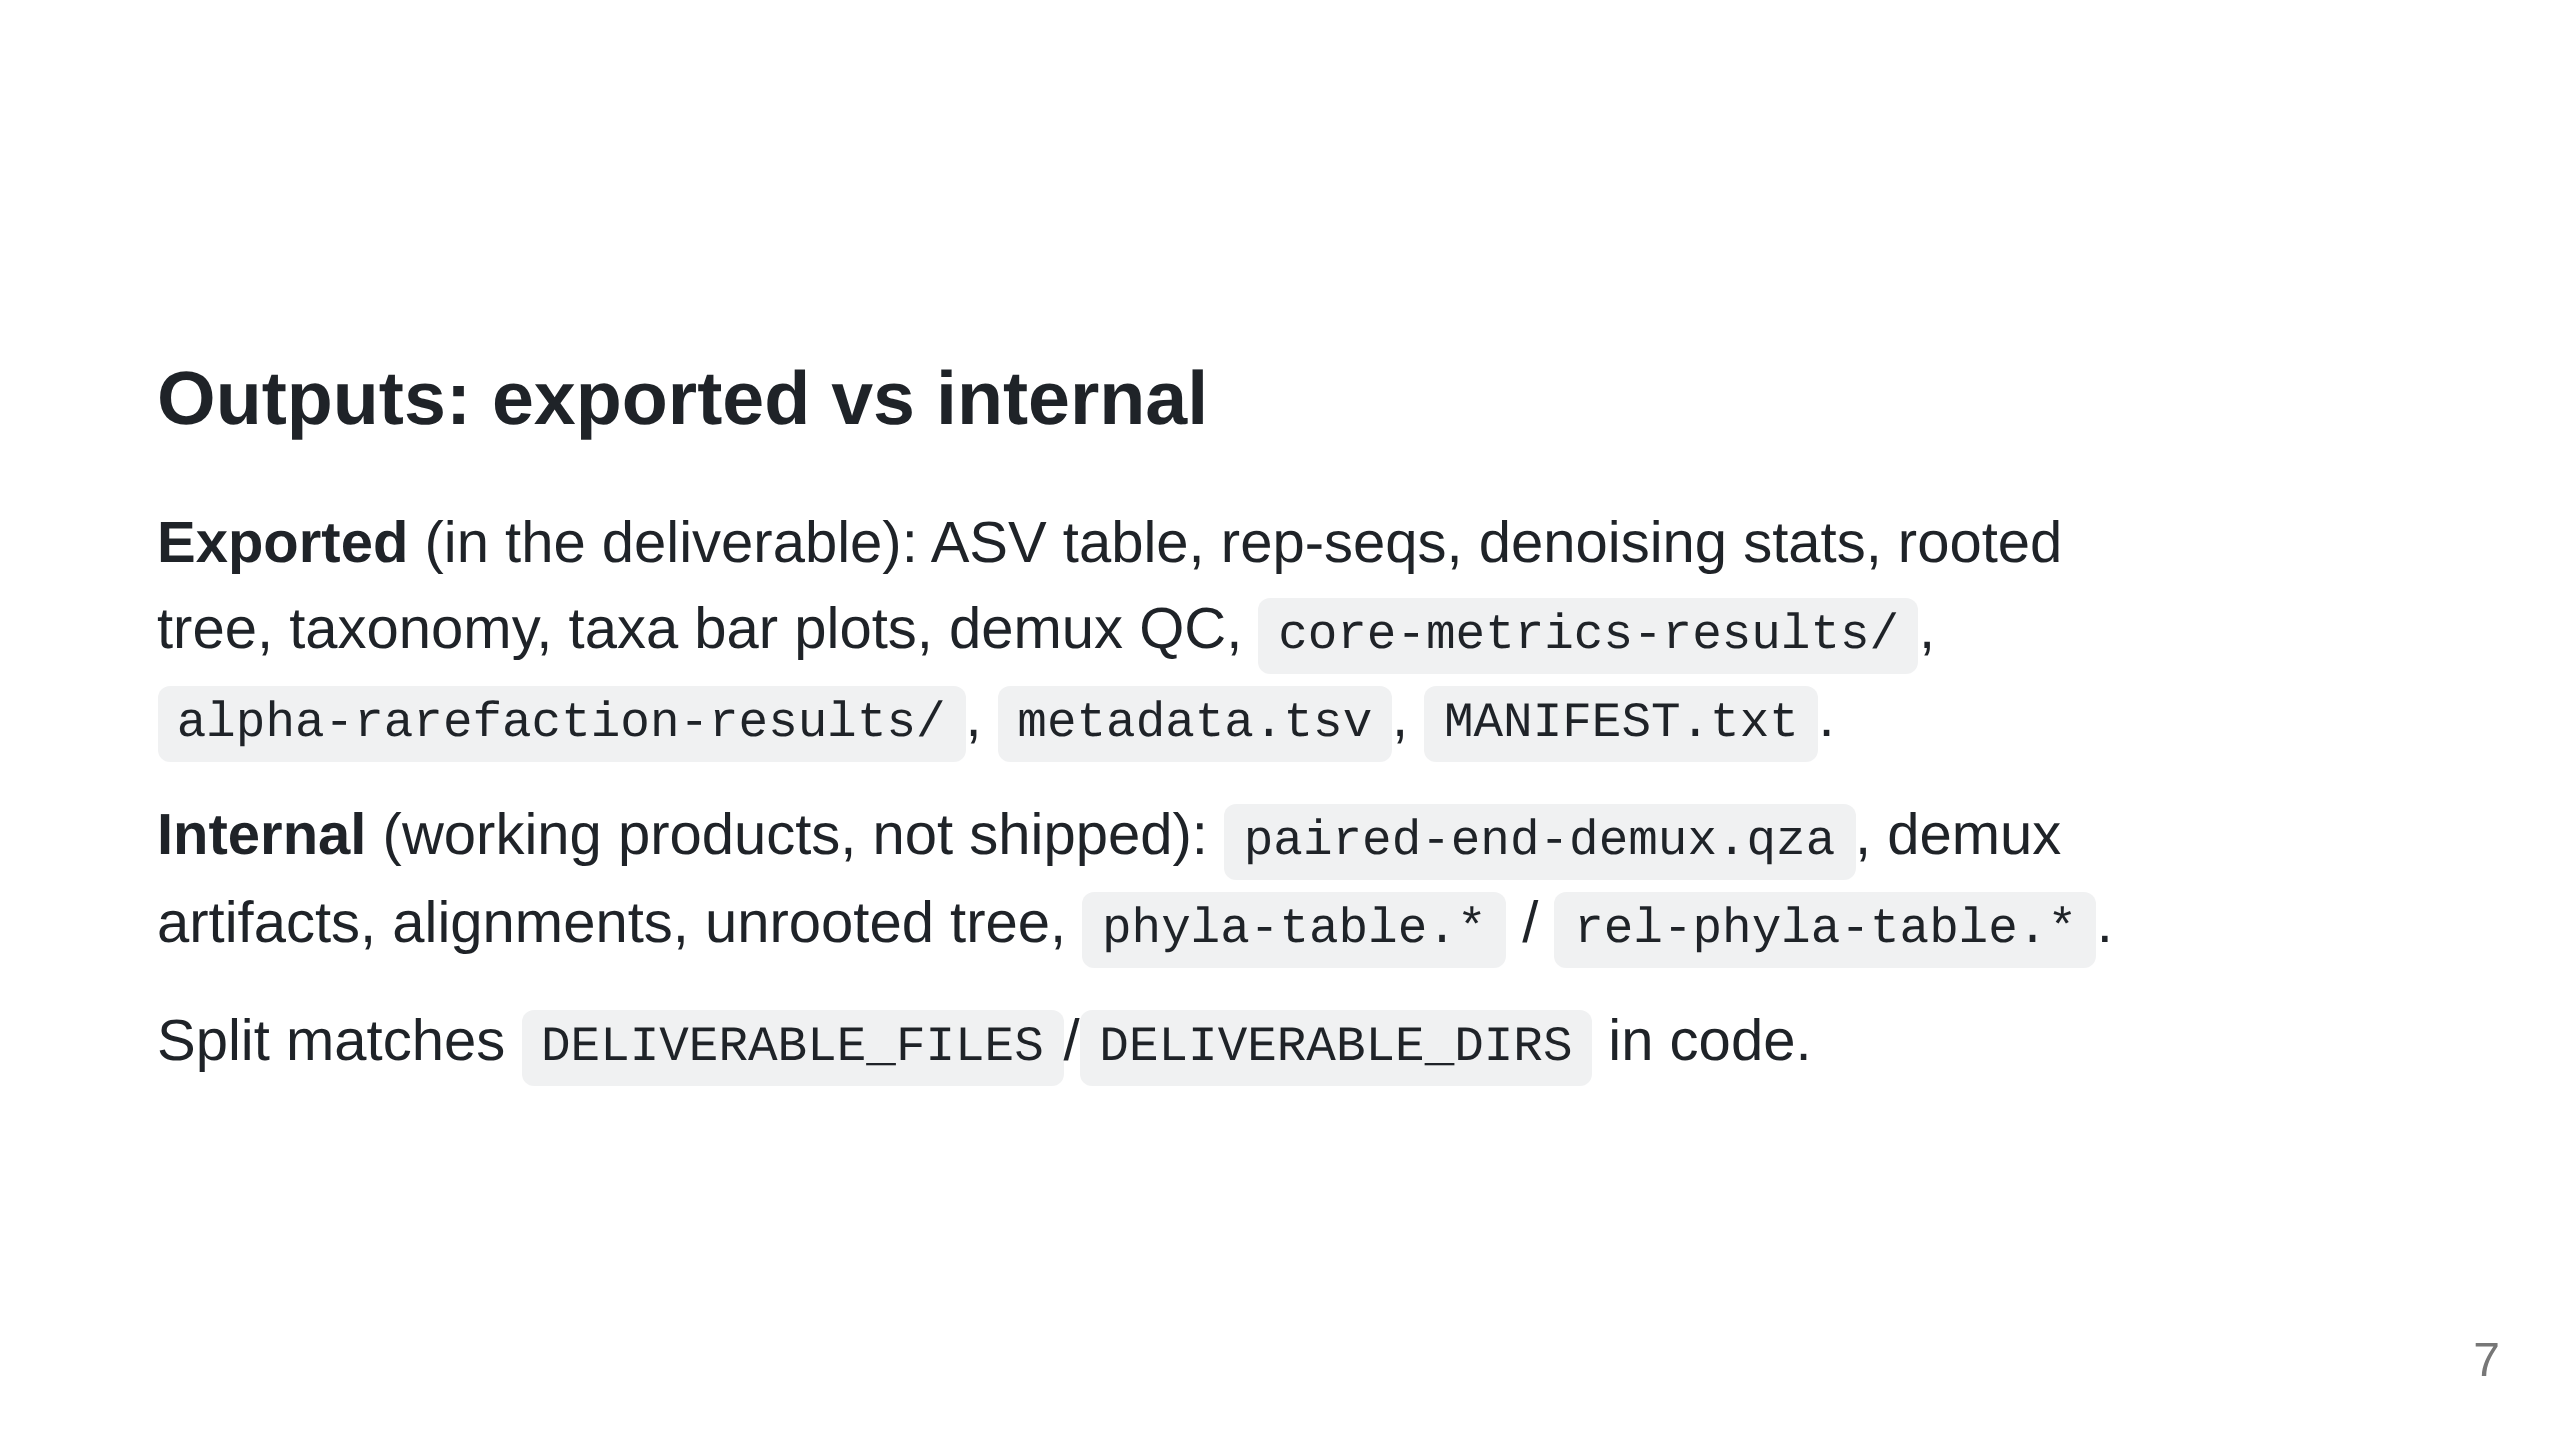 Outputs: exported vs internal
Exported (in the deliverable): ASV table, rep-seqs, denoising stats, rooted
tree, taxonomy, taxa bar plots, demux QC, core-metrics-results/,
alpha-rarefaction-results/, metadata.tsv, MANIFEST.txt.
Internal (working products, not shipped): paired-end-demux.qza, demux
artifacts, alignments, unrooted tree, phyla-table.* / rel-phyla-table.*.
Split matches DELIVERABLE_FILES/DELIVERABLE_DIRS in code.
7